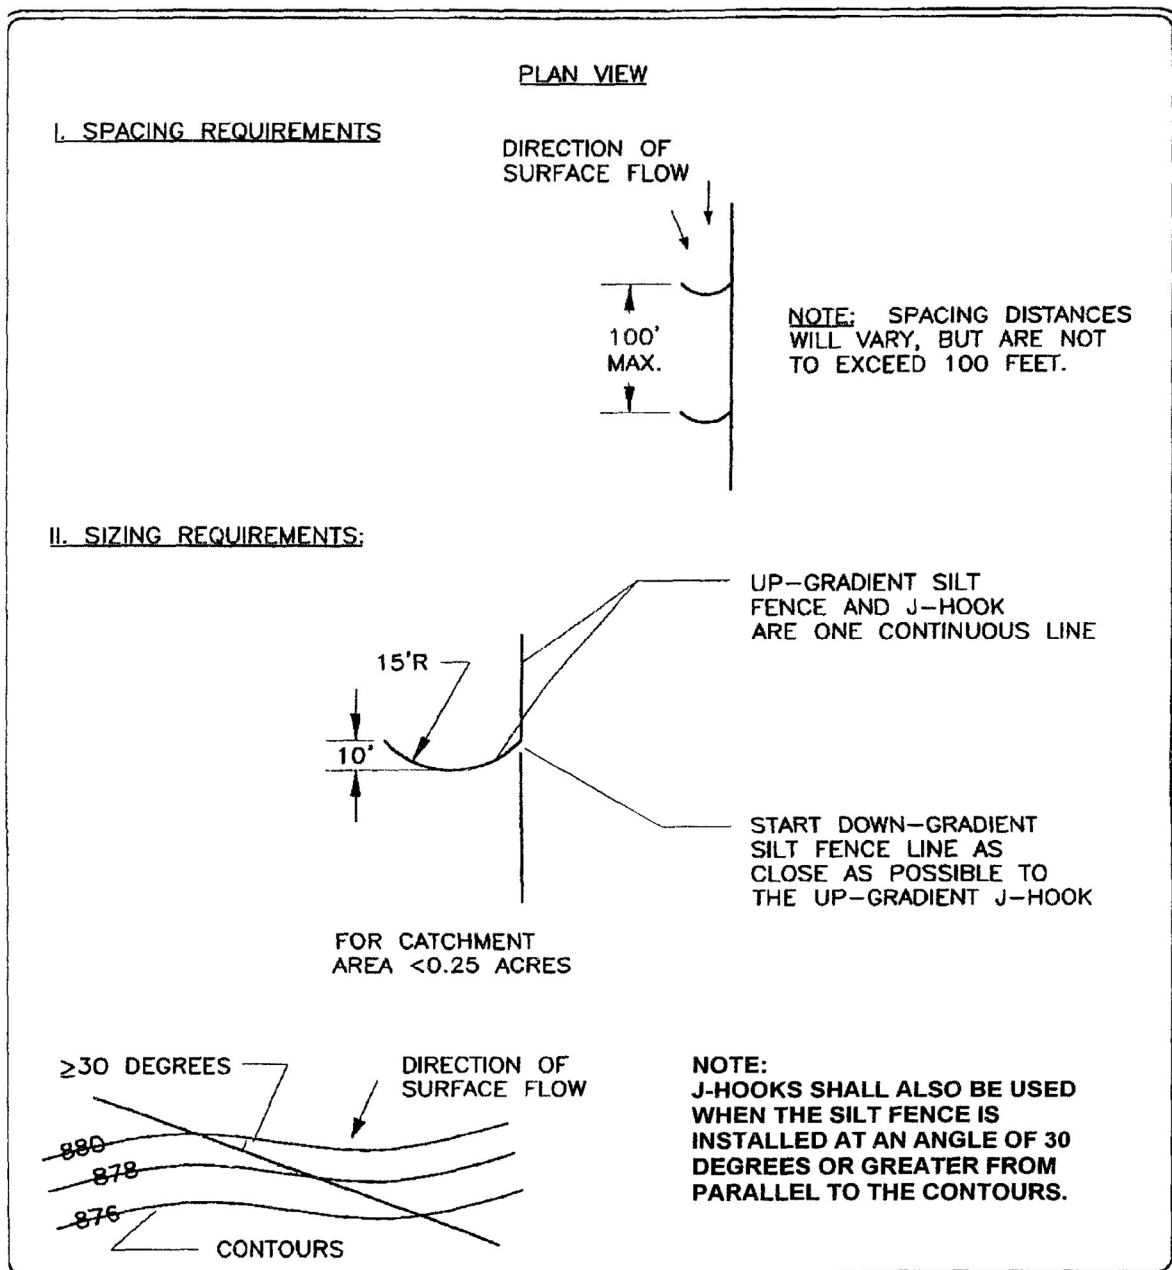 PLAN VIEW
I. SPACING REQUIREMENTS
DIRECTION OF
SURFACE FLOW
100'
MAX.
NOTE: SPACING DISTANCES
WILL VARY, BUT ARE NOT
TO EXCEED 100 FEET.
II. SIZING REQUIREMENTS:
UP-GRADIENT SILT
FENCE AND J-HOOK
ARE ONE CONTINUOUS LINE
15'R
10'
START DOWN-GRADIENT
SILT FENCE LINE AS
CLOSE AS POSSIBLE TO
THE UP-GRADIENT J-HOOK
FOR CATCHMENT
AREA <0.25 ACRES
≥30 DEGREES
DIRECTION OF
SURFACE FLOW
880
878
876
CONTOURS
NOTE:
J-HOOKS SHALL ALSO BE USED
WHEN THE SILT FENCE IS
INSTALLED AT AN ANGLE OF 30
DEGREES OR GREATER FROM
PARALLEL TO THE CONTOURS.